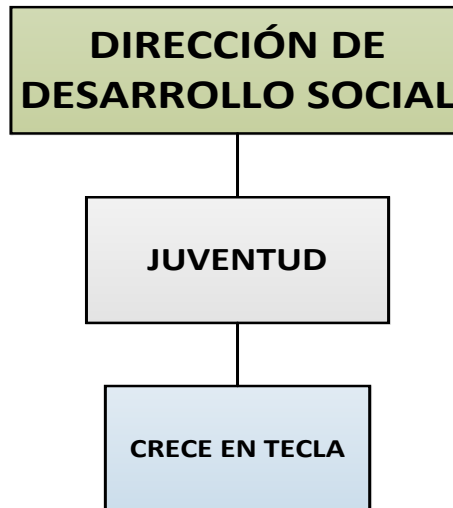 DIRECCIÓN DE
DESARROLLO SOCIAL
JUVENTUD
CRECE EN TECLA